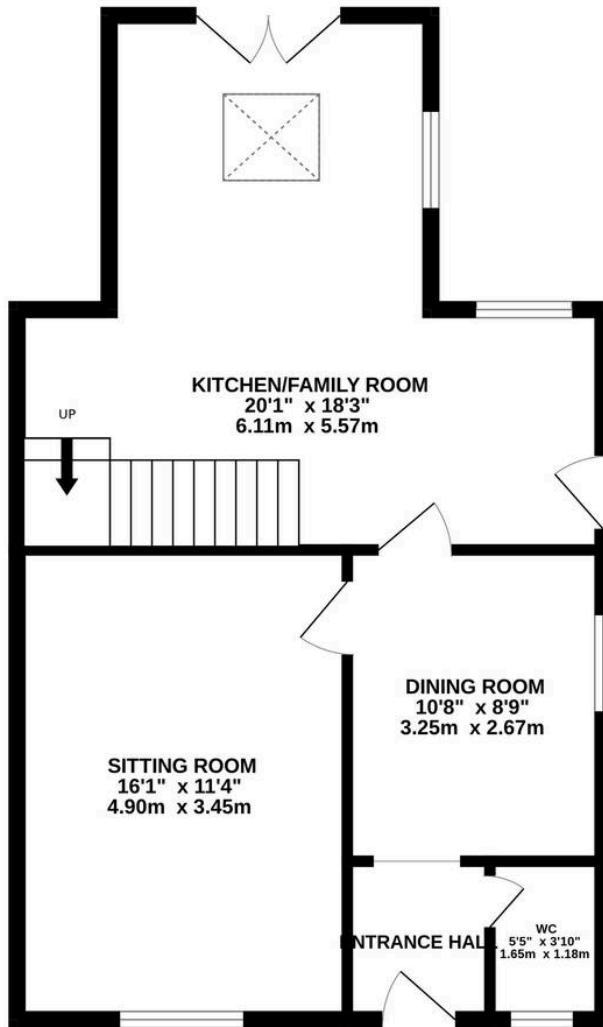 KITCHEN/FAMILY ROOM
20'1" x 18'3"
6.11m x 5.57m
UP
DINING ROOM
10'8" x 8'9"
3.25m x 2.67m
SITTING ROOM
16'1" x 11'4"
4.90m x 3.45m
ENTRANCE HALL
WC
5'5" x 3'10"
1.65m x 1.18m